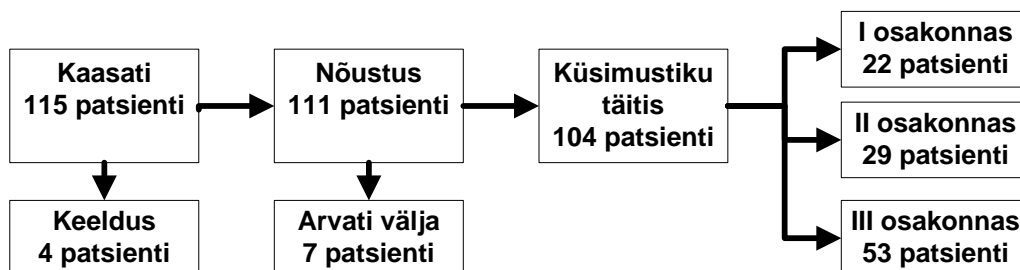 Kaasati
115 patsienti
Nõustus
111 patsienti
Küsimustiku
täitis
104 patsienti
I osakonnas
22 patsienti
II osakonnas
29 patsienti
III osakonnas
53 patsienti
Keeldus
4 patsienti
Arvati välja
7 patsienti